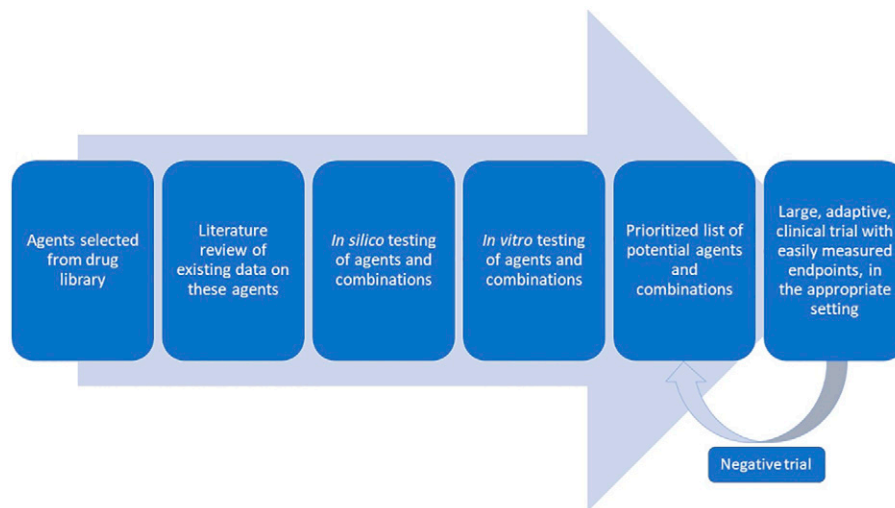 Agents selected
from drug
library
Literature
review of
existing data on
these agents
In silico testing
of agents and
combinations
In vitro testing
of agents and
combinations
Prioritized list of
potential agents
and
combinations
Large, adaptive,
clinical trial with
easily measured
endpoints, in
the appropriate
setting
Negative trial